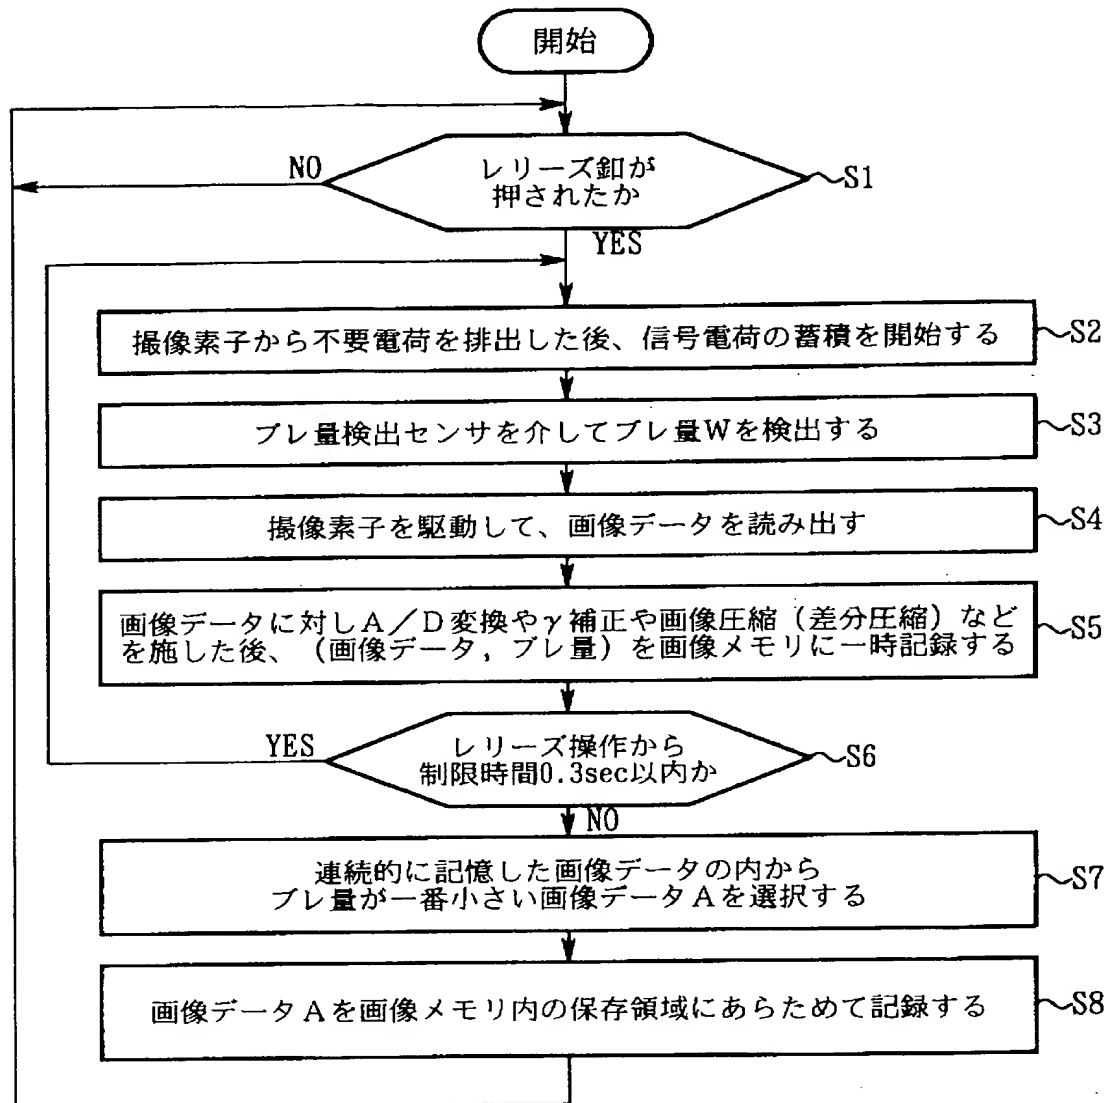 開始
NO
レリーズ釦が
押されたか
S1
YES
撮像素子から不要電荷を排出した後、信号電荷の蓄積を開始する
S2
ブレ量検出センサを介してブレ量Wを検出する
S3
撮像素子を駆動して、画像データを読み出す
S4
画像データに対しA/D変換やγ補正や画像圧縮(差分圧縮)など
を施した後、(画像データ,ブレ量)を画像メモリに一時記録する
S5
YES
レリーズ操作から
制限時間0.3sec以内か
S6
NO
連続的に記憶した画像データの内から
ブレ量が一番小さい画像データAを選択する
S7
画像データAを画像メモリ内の保存領域にあらためて記録する
S8